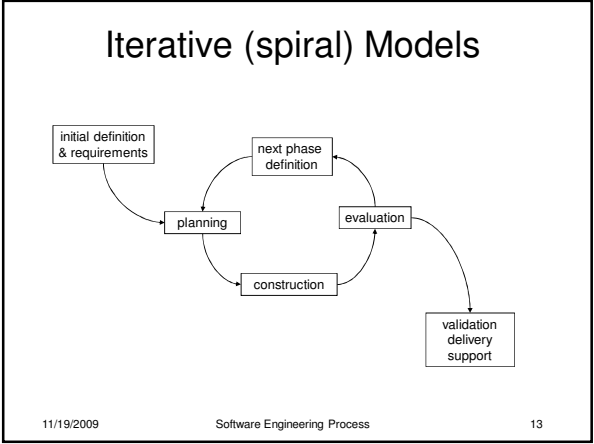 Iterative (spiral) Models
initial definition
& requirements
next phase
definition
planning
evaluation
construction
validation
delivery
support
11/19/2009
Software Engineering Process
13